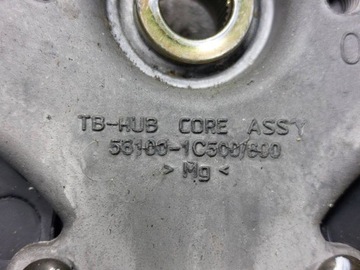 TB-HUB CORE ASSY
56100-1C500/600
> Mg <